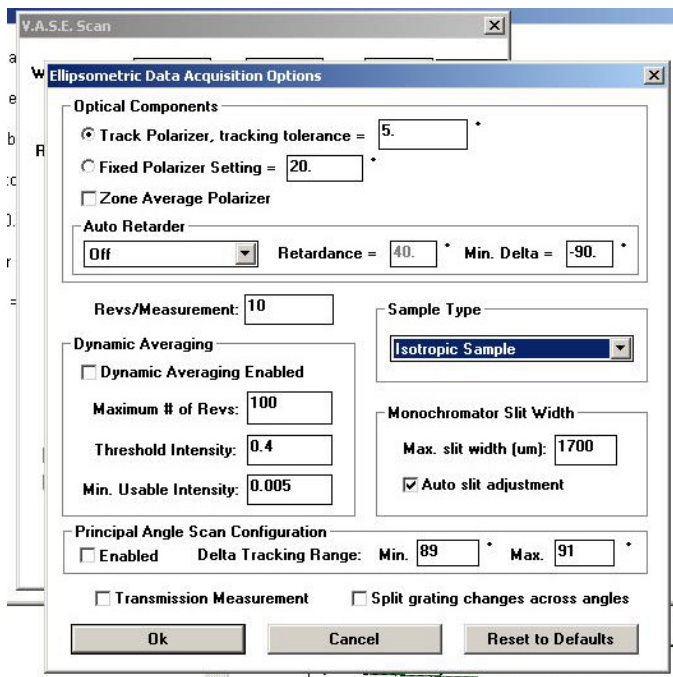 V.A.S.E. Scan
Ellipsometric Data Acquisition Options
Optical Components
Track Polarizer, tracking tolerance = 5. °
Fixed Polarizer Setting = 20. °
Zone Average Polarizer
Auto Retarder
Off Retardance = 40. ° Min. Delta = -90. °
Revs/Measurement: 10
Sample Type
Isotropic Sample
Dynamic Averaging
Dynamic Averaging Enabled
Maximum # of Revs: 100
Threshold Intensity: 0.4
Min. Usable Intensity: 0.005
Monochromator Slit Width
Max. slit width (um): 1700
Auto slit adjustment
Principal Angle Scan Configuration
Enabled Delta Tracking Range: Min. 89 ° Max. 91 °
Transmission Measurement Split grating changes across angles
Ok Cancel Reset to Defaults